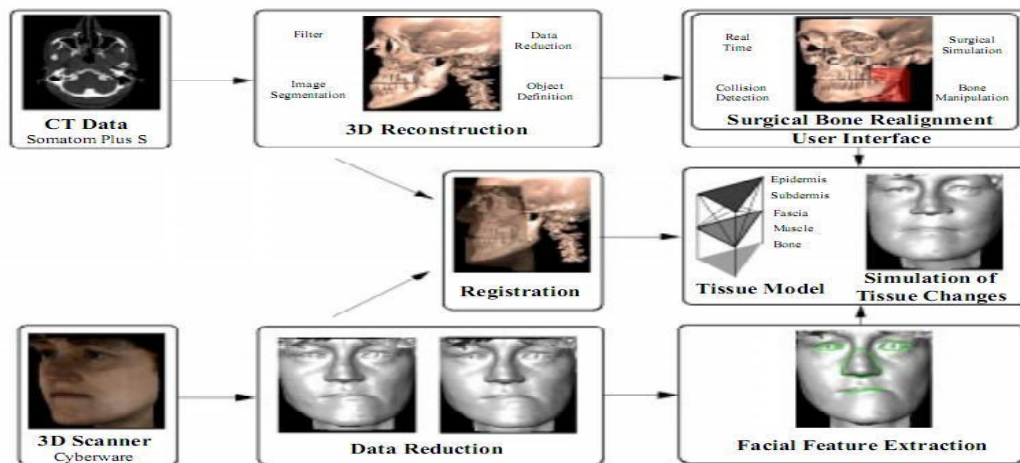 CT Data
Somatom Plus S
Filter
Data
Reduction
Image
Segmentation
Object
Definition
3D Reconstruction
Real
Time
Surgical
Simulation
Collision
Detection
Bone
Manipulation
Surgical Bone Realignment
User Interface
Registration
Epidermis
Subdermis
Fascia
Muscle
Bone
Tissue Model
Simulation of
Tissue Changes
3D Scanner
Cyberware
Data Reduction
Facial Feature Extraction